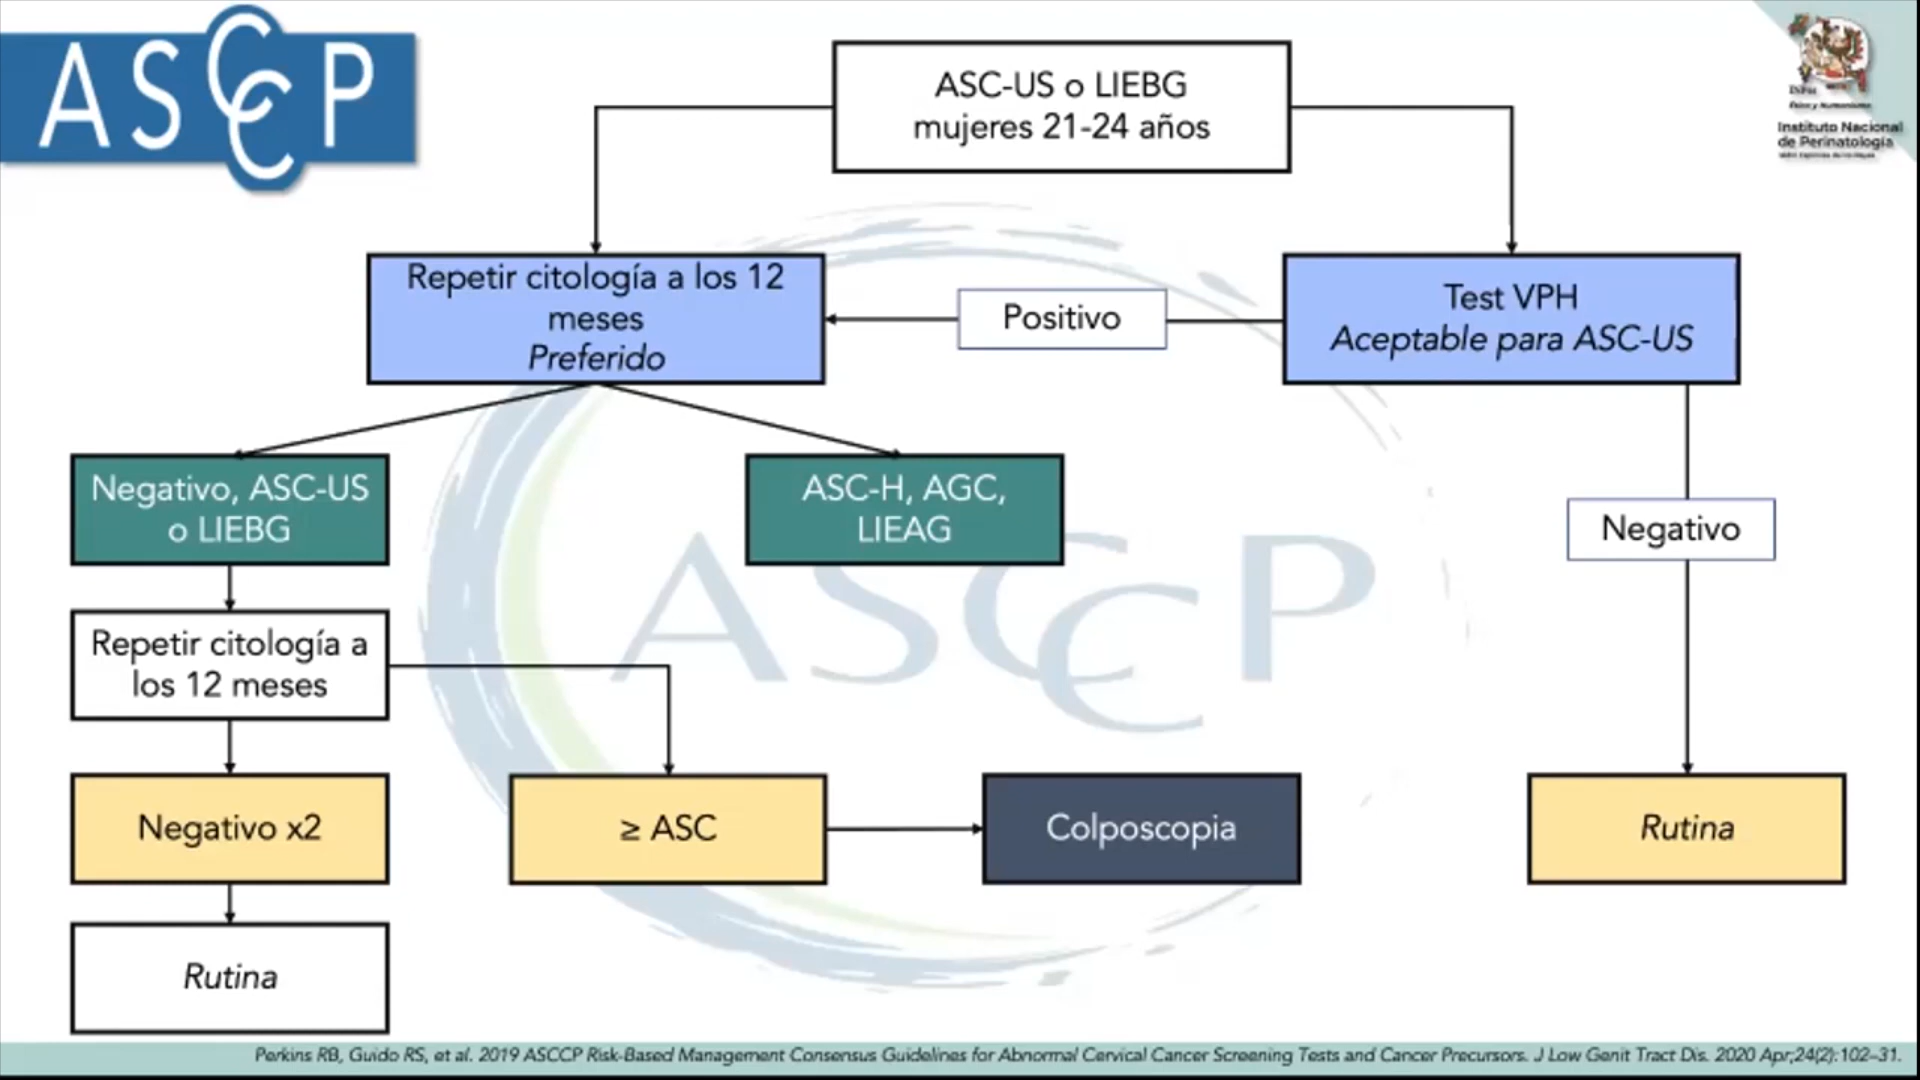 ASCCP
ASC-US o LIEBG
mujeres 21-24 años
Instituto Nacional
de Perinatología
Repetir citología a los 12
meses
Preferido
Positivo
Test VPH
Aceptable para ASC-US
Negativo, ASC-US
o LIEBG
ASC-H, AGC,
LIEAG
Negativo
Repetir citología a
los 12 meses
ASCCP
Negativo x2
≥ ASC
Colposcopia
Rutina
Rutina
Perkins RB, Guido RS, et al. 2019 ASCCP Risk-Based Management Consensus Guidelines for Abnormal Cervical Cancer Screening Tests and Cancer Precursors. J Low Genit Tract Dis. 2020 Apr;24(2):102–31.